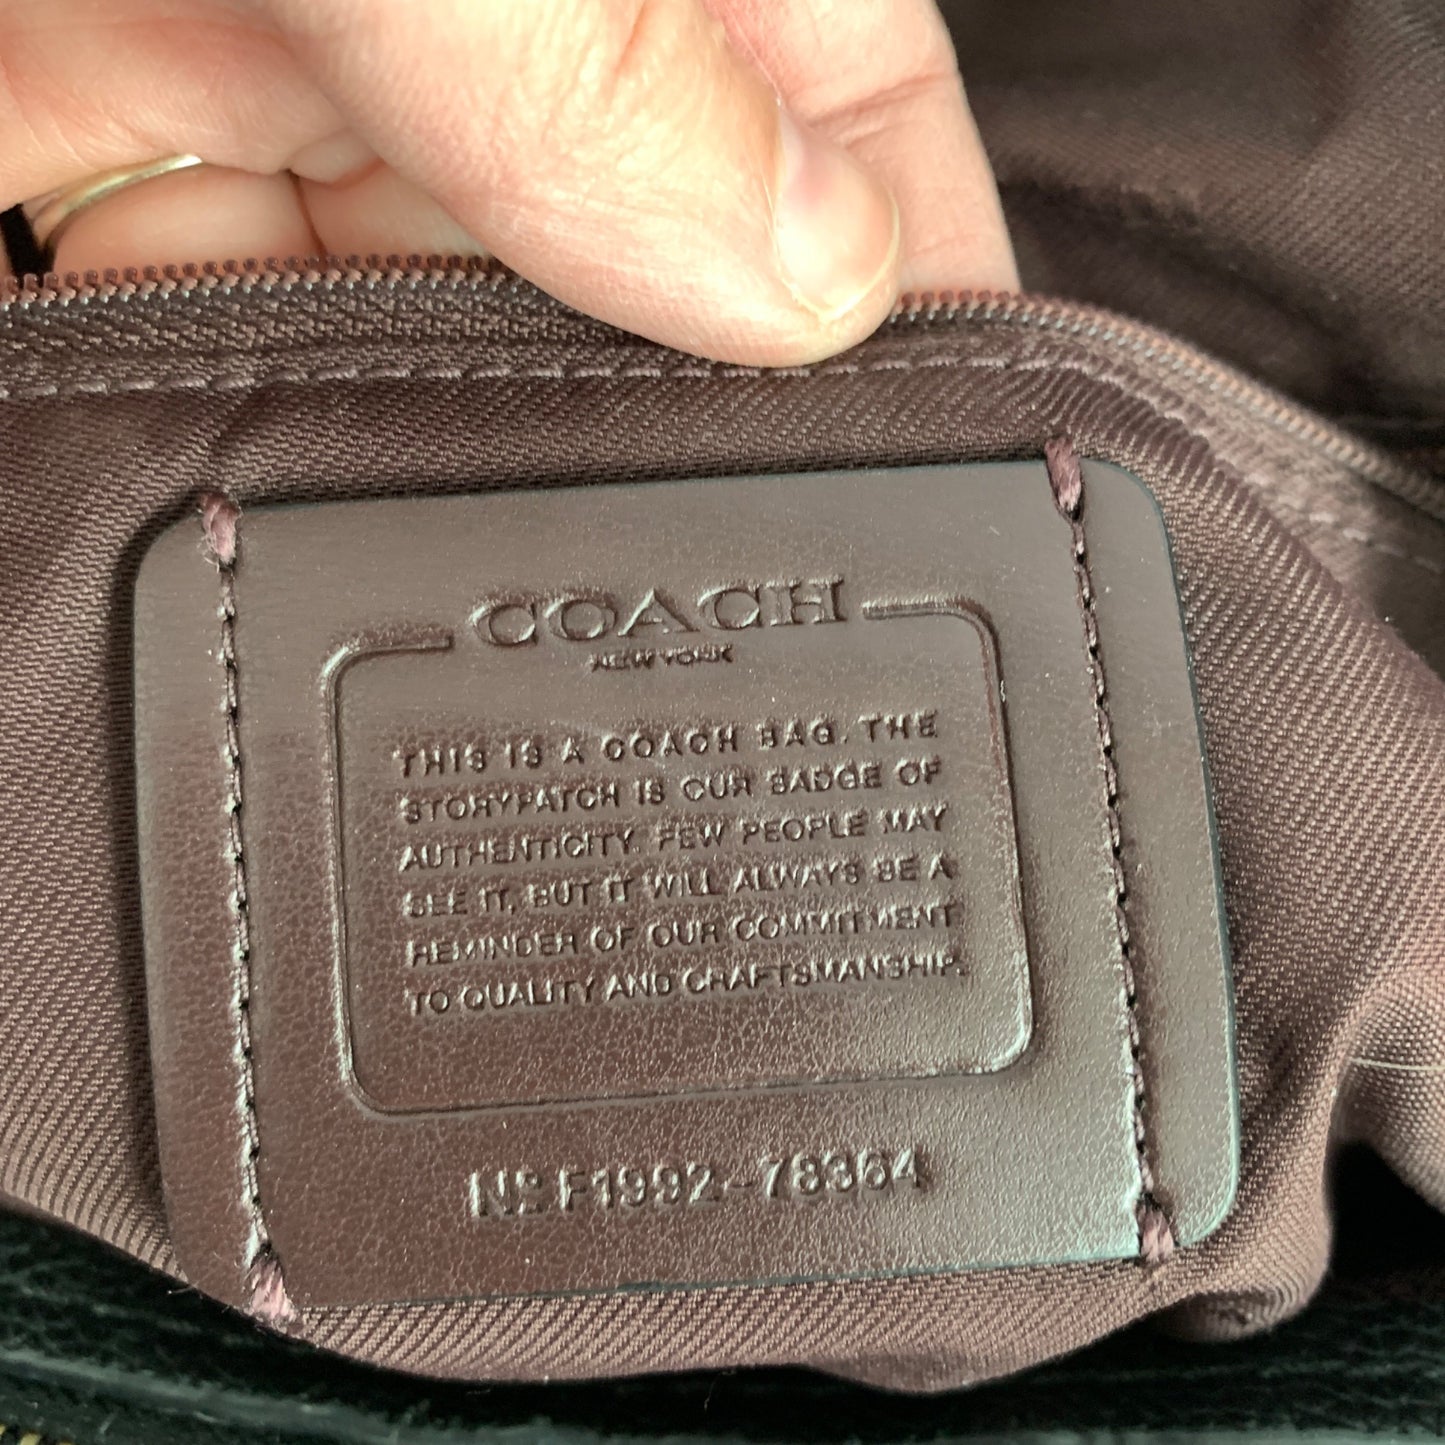 COACH
NEW YORK
THIS IS A COACH BAG. THE
STORYPATCH IS OUR BADGE OF
AUTHENTICITY. FEW PEOPLE MAY
SEE IT, BUT IT WILL ALWAYS BE A
REMINDER OF OUR COMMITMENT
TO QUALITY AND CRAFTSMANSHIP.
Nº F1992-78364